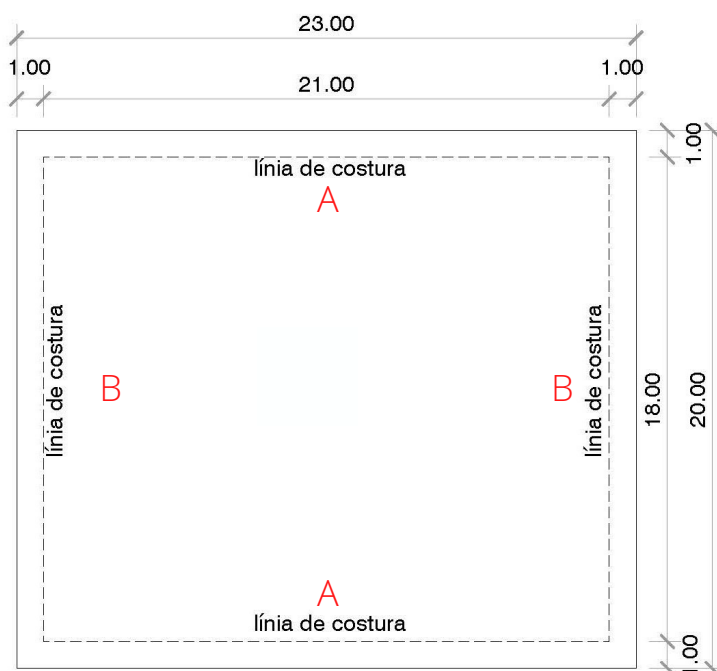 23.00
1.00
21.00
1.00
1.00
línia de costura
A
línia de costura
B
B
línia de costura
18.00
20.00
A
línia de costura
1.00